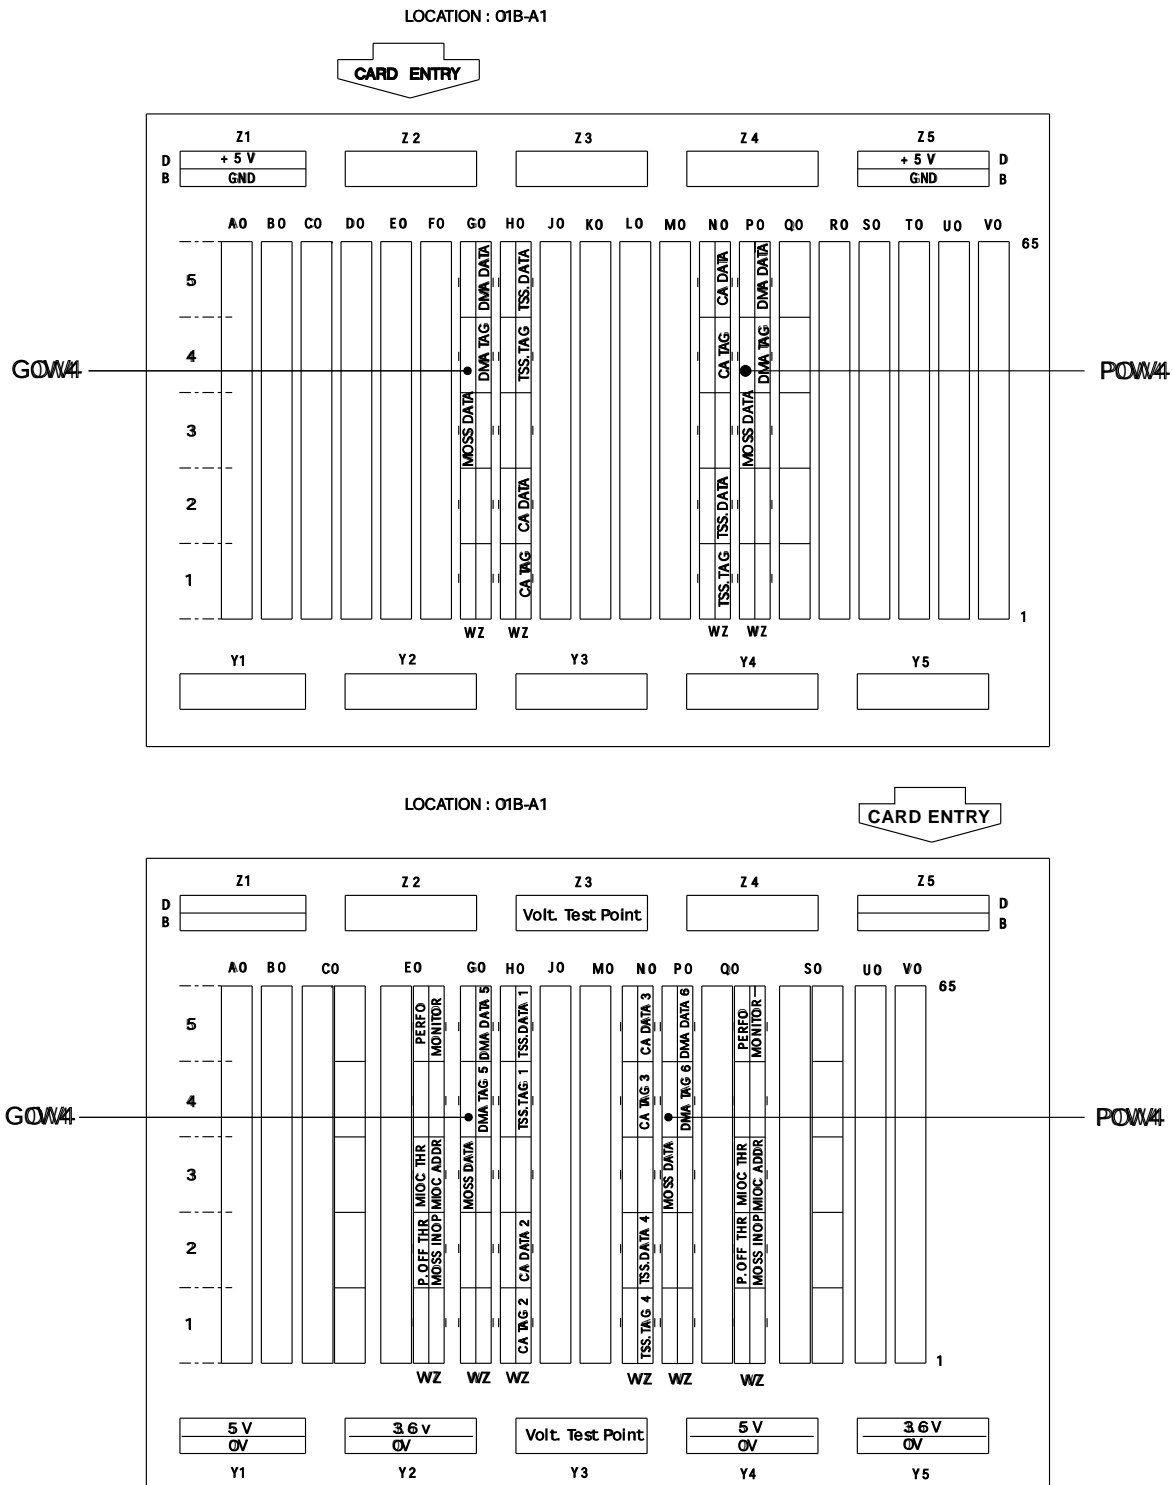 LOCATION : 01B-A1
CARD ENTRY
Z1 Z2 Z3 Z4 Z5
D +5V +5V D
B GND GND B
A0 B0 C0 D0 E0 F0 G0 H0 J0 K0 L0 M0 N0 P0 Q0 R0 S0 T0 U0 V0
65
5 DMA DATA TSS.DATA CA DATA DMA DATA
4 DMA TAG TSS.TAG CA TAG DMA TAG
G0W4 P0W4
3 MOSS DATA MOSS DATA
2 CA DATA TSS.DATA
1 CA TAG TSS.TAG
1
WZ WZ WZ WZ
Y1 Y2 Y3 Y4 Y5
LOCATION : 01B-A1
CARD ENTRY
Z1 Z2 Z3 Z4 Z5
D Volt. Test Point D
B B
A0 B0 C0 E0 G0 H0 J0 M0 N0 P0 Q0 S0 U0 V0
65
5 PERFO MONITOR DMA DATA 5 TSS.DATA 1 CA DATA 3 DMA DATA 6 PERFO MONITOR
4 DMA TAG 5 TSS.TAG 1 CA TAG 3 DMA TAG 6
G0W4 P0W4
3 MIOC THR MIOC ADDR MOSS DATA MOSS DATA MIOC THR MIOC ADDR
2 P.OFF THR MOSS INOP CA DATA 2 TSS.DATA 4 P.OFF THR MOSS INOP
1 CA TAG 2 TSS.TAG 4
1
WZ WZ WZ WZ WZ WZ
5V 3.6v Volt. Test Point 5V 3.6V
0V 0V 0V 0V
Y1 Y2 Y3 Y4 Y5